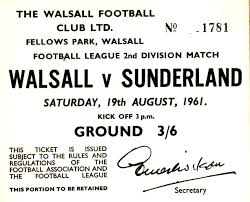 THE WALSALL FOOTBALL
CLUB LTD. No 1781
FELLOWS PARK, WALSALL
FOOTBALL LEAGUE 2nd DIVISION MATCH
WALSALL v SUNDERLAND
SATURDAY, 19th AUGUST, 1961.
KICK OFF 3 p.m.
GROUND 3/6
THIS TICKET IS ISSUED
SUBJECT TO THE RULES AND
REGULATIONS OF THE
FOOTBALL ASSOCIATION AND
THE FOOTBALL LEAGUE
Secretary
THIS PORTION TO BE RETAINED